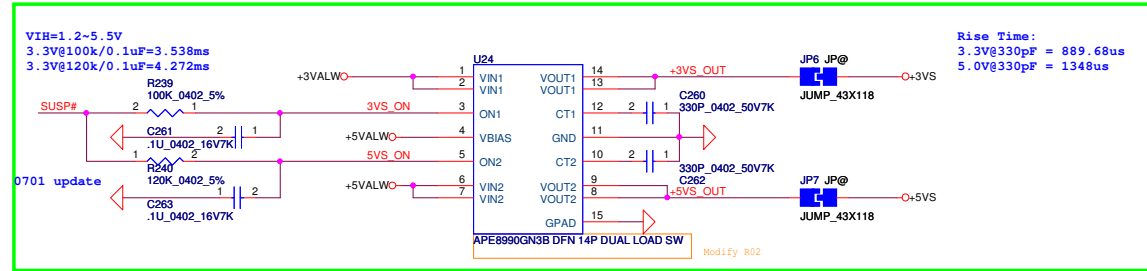 VIH=1.2~5.5V
3.3V@100k/0.1uF=3.538ms
3.3V@120k/0.1uF=4.272ms
Rise Time:
3.3V@330pF = 889.68us
5.0V@330pF = 1348us
U24
JP6 JP@
+3VALW 1 VIN1 VOUT1 14 +3VS_OUT +3VS
2 VIN1 VOUT1 13
JUMP_43X118
R239
100K_0402_5%
C260
330P_0402_50V7K
SUSP# 2 1 3VS_ON 3 ON1 CT1 12 2 1
C261 2 1
.1U_0402_16V7K
+5VALW 4 VBIAS GND 11
1 2 5VS_ON 5 ON2 CT2 10 2 1
R240
120K_0402_5%
330P_0402_50V7K
C262
0701 update
+5VALW 6 VIN2 VOUT2 9
7 VIN2 VOUT2 8 +5VS_OUT +5VS
JP7 JP@
JUMP_43X118
C263 1 2
.1U_0402_16V7K
GPAD 15
APE8990GN3B DFN 14P DUAL LOAD SW
Modify R02